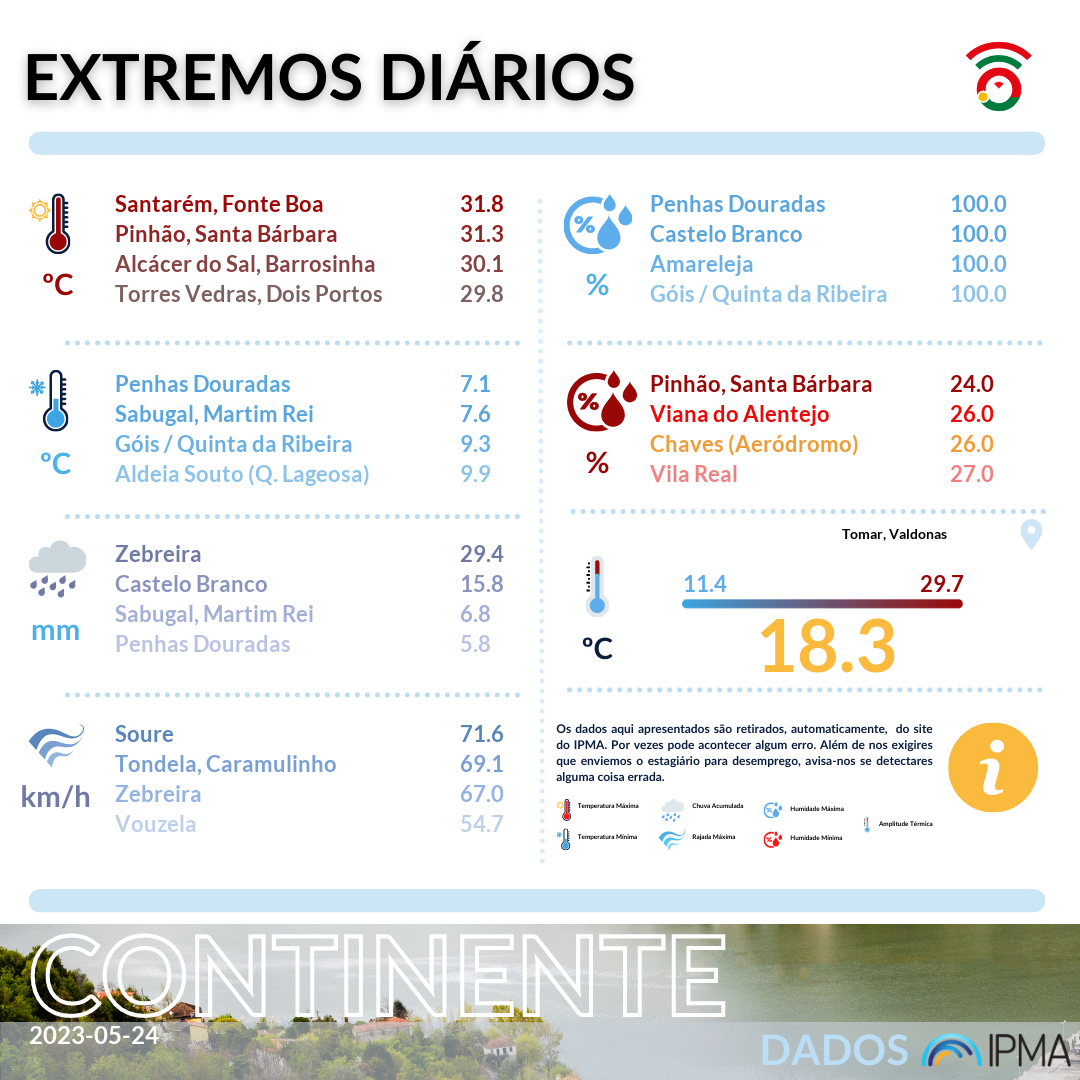 EXTREMOS DIÁRIOS
Santarém, Fonte Boa 31.8
Pinhão, Santa Bárbara 31.3
Alcácer do Sal, Barrosinha 30.1
Torres Vedras, Dois Portos 29.8
ºC
Penhas Douradas 7.1
Sabugal, Martim Rei 7.6
Góis / Quinta da Ribeira 9.3
Aldeia Souto (Q. Lageosa) 9.9
ºC
Zebreira 29.4
Castelo Branco 15.8
Sabugal, Martim Rei 6.8
Penhas Douradas 5.8
mm
Soure 71.6
Tondela, Caramulinho 69.1
Zebreira 67.0
Vouzela 54.7
km/h
%
Penhas Douradas 100.0
Castelo Branco 100.0
Amareleja 100.0
Góis / Quinta da Ribeira 100.0
%
%
Pinhão, Santa Bárbara 24.0
Viana do Alentejo 26.0
Chaves (Aeródromo) 26.0
Vila Real 27.0
%
Tomar, Valdonas
11.4 29.7
ºC
18.3
Os dados aqui apresentados são retirados, automaticamente, do site
do IPMA. Por vezes pode acontecer algum erro. Além de nos exigires
que enviemos o estagiário para desemprego, avisa-nos se detectares
alguma coisa errada.
i
Temperatura Máxima Chuva Acumulada Humidade Máxima
Amplitude Térmica
Temperatura Mínima Rajada Máxima Humidade Mínima
CONTINENTE
2023-05-24
DADOS IPMA